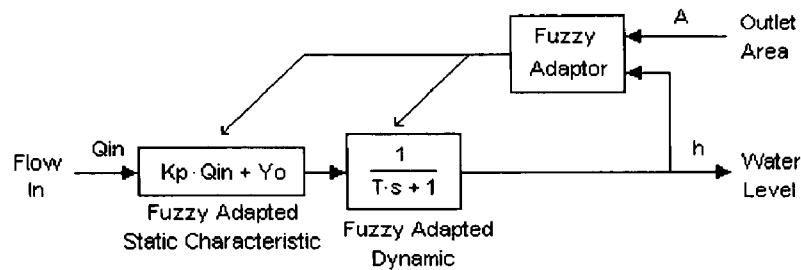 Fuzzy
Adaptor
A
Outlet
Area
Flow
In
Qin
Kp·Qin + Yo
1
T·s + 1
h
Water
Level
Fuzzy Adapted
Static Characteristic
Fuzzy Adapted
Dynamic